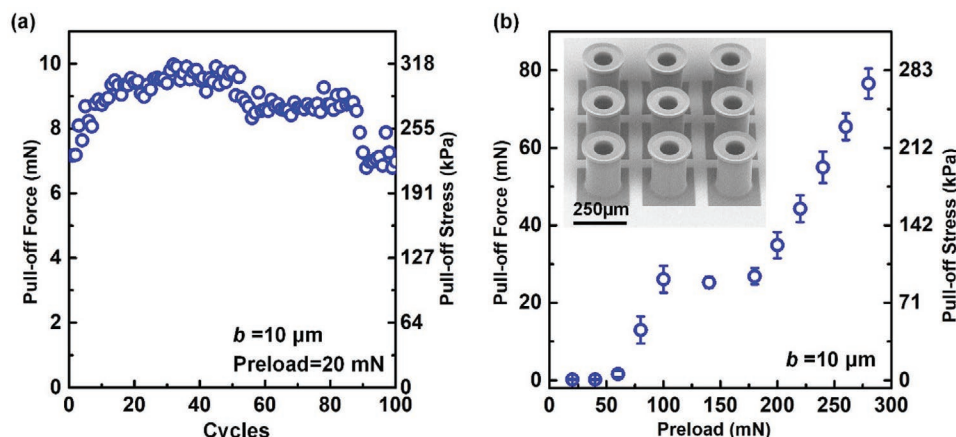 (a)
10
8
6
4
2
0
Pull-off Force (mN)
318
255
191
127
64
0
Pull-off Stress (kPa)
b =10 µm
Preload=20 mN
0 20 40 60 80 100
Cycles
(b)
80
60
40
20
0
Pull-off Force (mN)
250µm
283
212
142
71
0
Pull-off Stress (kPa)
b =10 µm
0 50 100 150 200 250 300
Preload (mN)